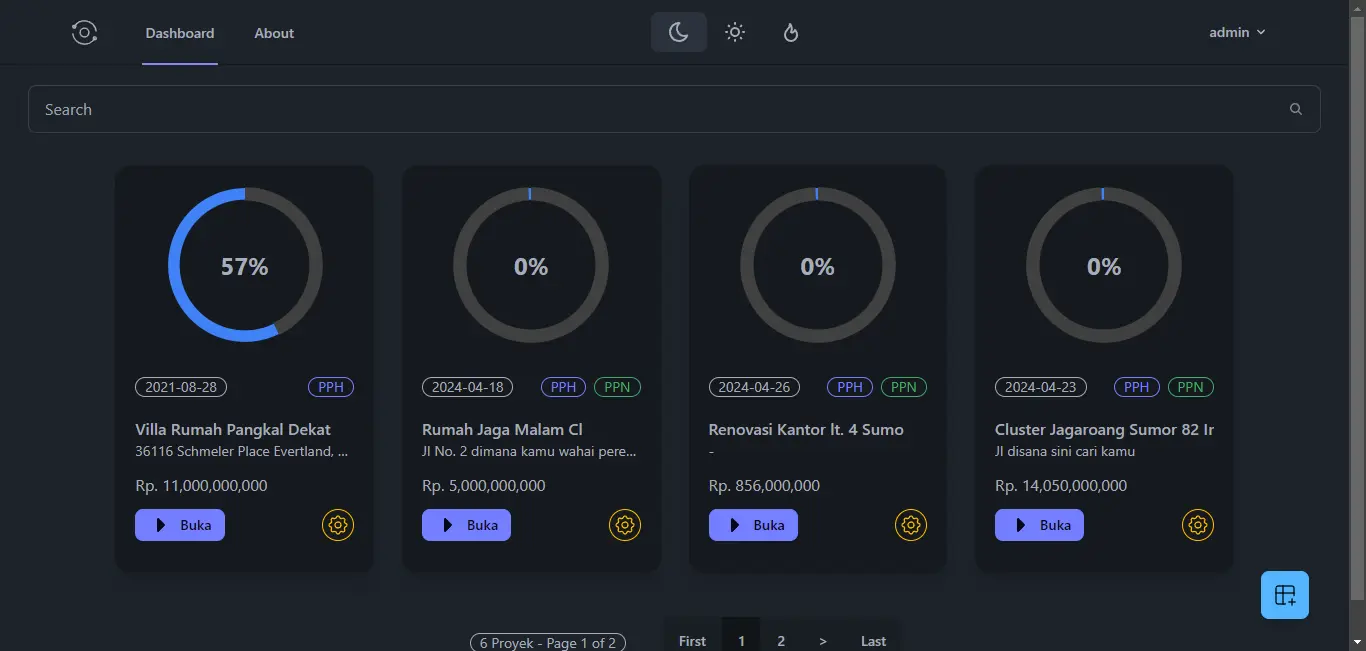 Dashboard
About
admin
Search
57%
2021-08-28
PPH
Villa Rumah Pangkal Dekat
36116 Schmeler Place Evertland, ...
Rp. 11,000,000,000
Buka
0%
2024-04-18
PPH
PPN
Rumah Jaga Malam Cl
Jl No. 2 dimana kamu wahai pere...
Rp. 5,000,000,000
Buka
0%
2024-04-26
PPH
PPN
Renovasi Kantor lt. 4 Sumo
-
Rp. 856,000,000
Buka
0%
2024-04-23
PPH
PPN
Cluster Jagaroang Sumor 82 Ir
Jl disana sini cari kamu
Rp. 14,050,000,000
Buka
6 Proyek - Page 1 of 2
First
1
2
>
Last